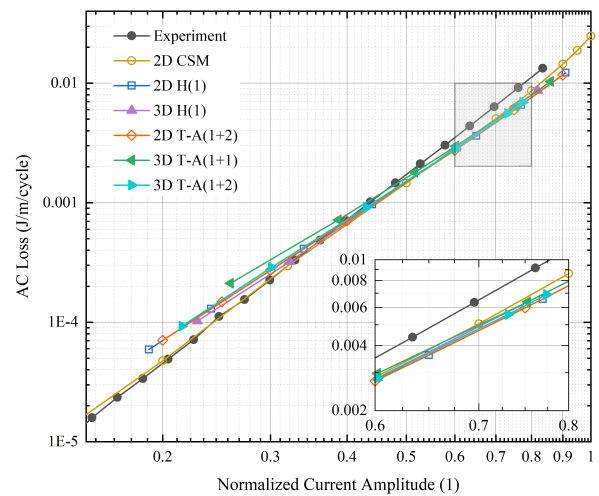 Experiment
2D CSM
2D H(1)
3D H(1)
2D T-A(1+2)
3D T-A(1+1)
3D T-A(1+2)
0.01
0.001
1E-4
1E-5
AC Loss (J/m/cycle)
0.010
0.008
0.006
0.004
0.002
0.6 0.7 0.8
0.2 0.3 0.4 0.5 0.6 0.7 0.8 0.9 1
Normalized Current Amplitude (1)